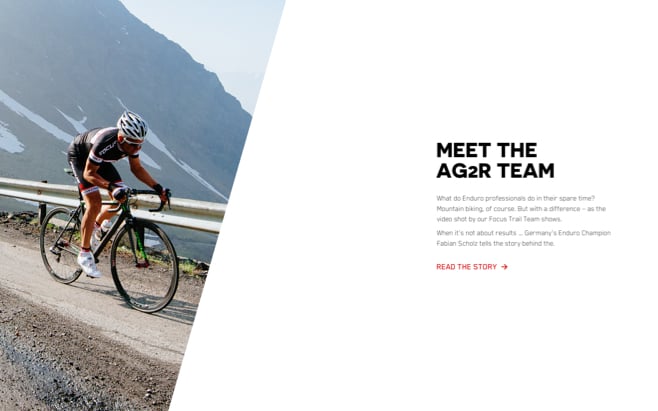 FOCUS
MEET THE
AG2R TEAM
What do Enduro professionals do in their spare time?
Mountain biking, of course. But with a difference – as the
video shot by our Focus Trail Team shows.
When it's not about results ... Germany's Enduro Champion
Fabian Scholz tells the story behind the.
READ THE STORY →